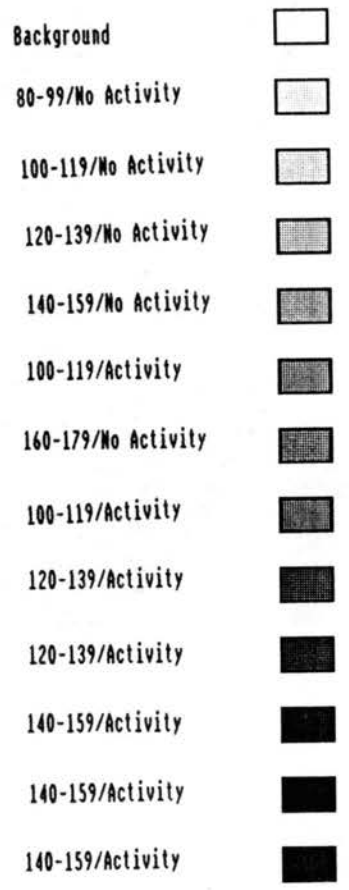 Background
80-99/No Activity
100-119/No Activity
120-139/No Activity
140-159/No Activity
100-119/Activity
160-179/No Activity
100-119/Activity
120-139/Activity
120-139/Activity
140-159/Activity
140-159/Activity
140-159/Activity